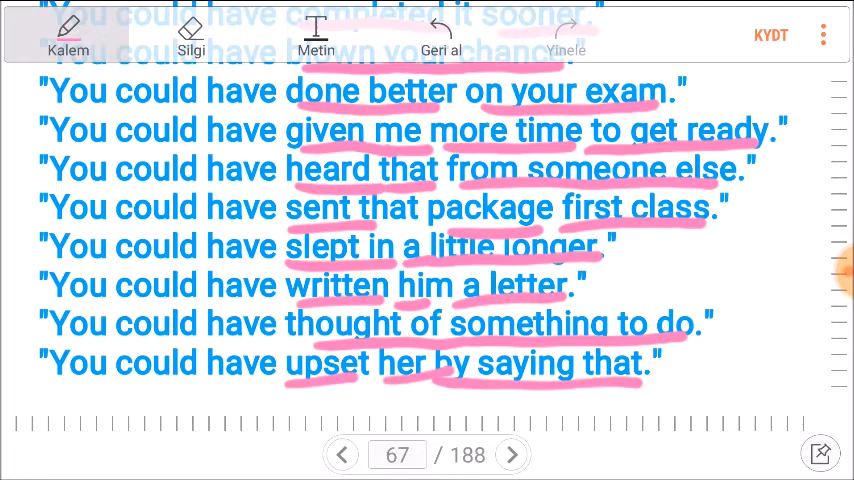 "You could have completed it sooner."
Kalem
Silgi
Metin
Geri al
Yinele
KYDT
"You could have blown your chance."
"You could have done better on your exam."
"You could have given me more time to get ready."
"You could have heard that from someone else."
"You could have sent that package first class."
"You could have slept in a little longer."
"You could have written him a letter."
"You could have thought of something to do."
"You could have upset her by saying that."
67 / 188